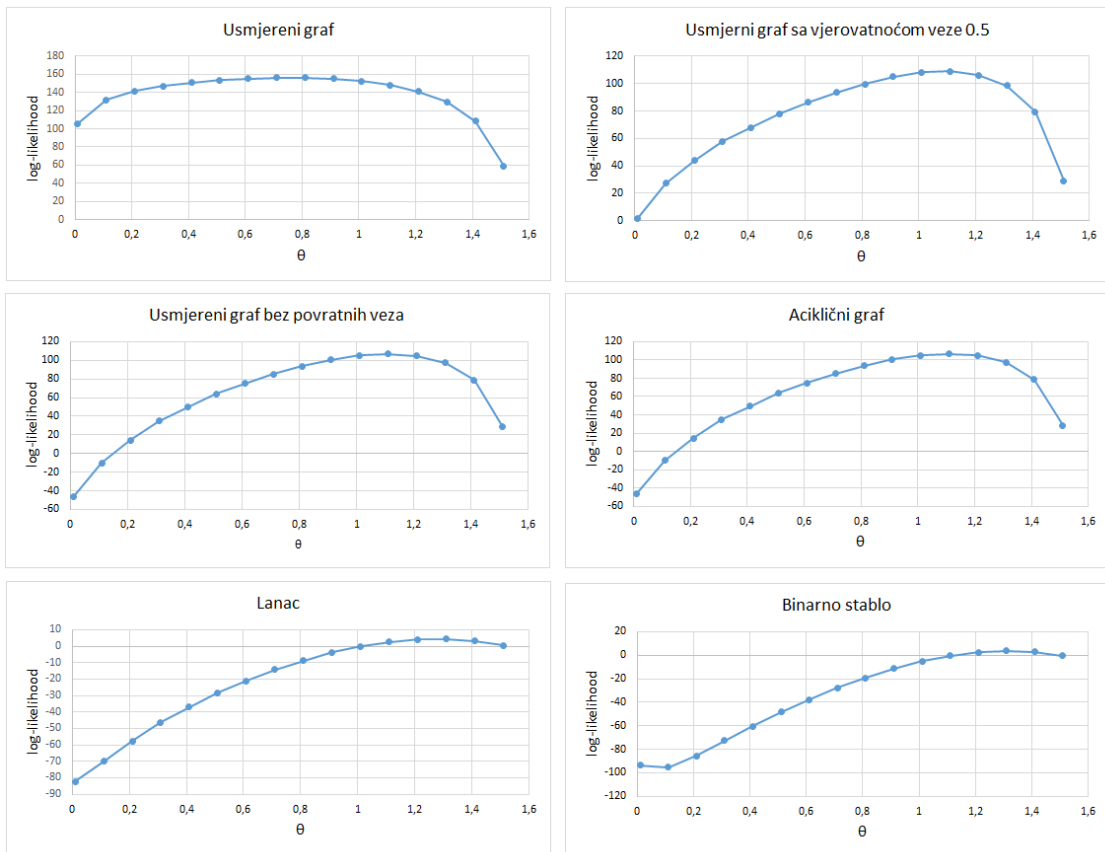 Usmjereni graf
180
160
140
120
100
80
60
40
20
0
log-likelihood
0 0,2 0,4 0,6 0,8 1 1,2 1,4 1,6
θ
Usmjerni graf sa vjerovatnoćom veze 0.5
120
100
80
60
40
20
0
log-likelihood
0 0,2 0,4 0,6 0,8 1 1,2 1,4 1,6
θ
Usmjereni graf bez povratnih veza
120
100
80
60
40
20
0
-20
-40
-60
log-likelihood
0 0,2 0,4 0,6 0,8 1 1,2 1,4 1,6
θ
Aciklični graf
120
100
80
60
40
20
0
-20
-40
-60
log-likelihood
0 0,2 0,4 0,6 0,8 1 1,2 1,4 1,6
θ
Lanac
10
0
-10
-20
-30
-40
-50
-60
-70
-80
-90
log-likelihood
0 0,2 0,4 0,6 0,8 1 1,2 1,4 1,6
θ
Binarno stablo
20
0
-20
-40
-60
-80
-100
-120
log-likelihood
0 0,2 0,4 0,6 0,8 1 1,2 1,4 1,6
θ